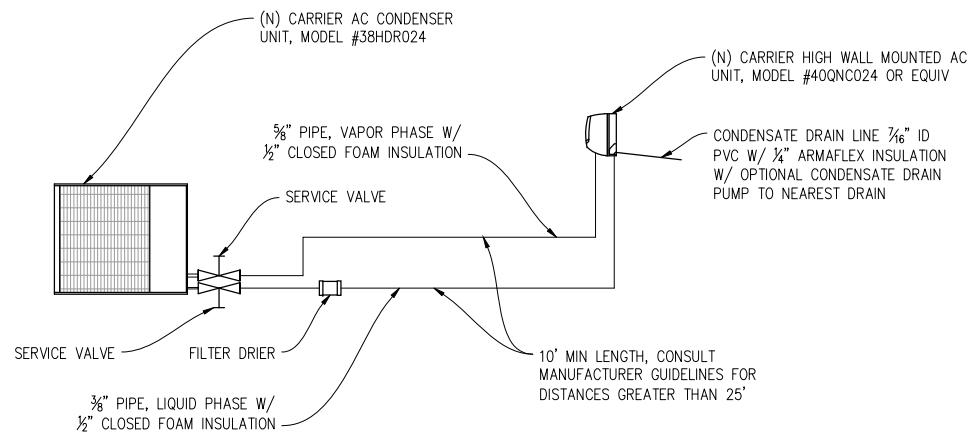 (N) CARRIER AC CONDENSER
UNIT, MODEL #38HDR024
(N) CARRIER HIGH WALL MOUNTED AC
UNIT, MODEL #40QNC024 OR EQUIV
⅝" PIPE, VAPOR PHASE W/
½" CLOSED FOAM INSULATION
CONDENSATE DRAIN LINE 7/16" ID
PVC W/ ¼" ARMAFLEX INSULATION
W/ OPTIONAL CONDENSATE DRAIN
PUMP TO NEAREST DRAIN
SERVICE VALVE
SERVICE VALVE
FILTER DRIER
10' MIN LENGTH, CONSULT
MANUFACTURER GUIDELINES FOR
DISTANCES GREATER THAN 25'
⅜" PIPE, LIQUID PHASE W/
½" CLOSED FOAM INSULATION